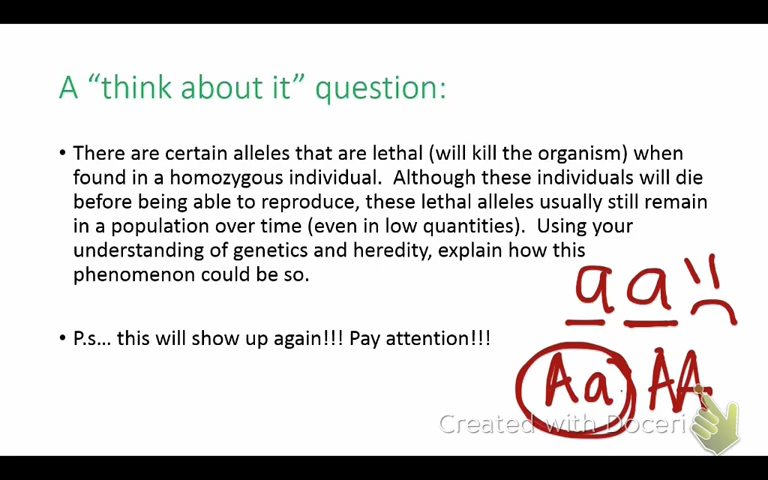 A “think about it” question:
• There are certain alleles that are lethal (will kill the organism) when
found in a homozygous individual.  Although these individuals will die
before being able to reproduce, these lethal alleles usually still remain
in a population over time (even in low quantities).  Using your
understanding of genetics and heredity, explain how this
phenomenon could be so.
a a
• P.s… this will show up again!!! Pay attention!!!
Aa AA
Created with Doceri